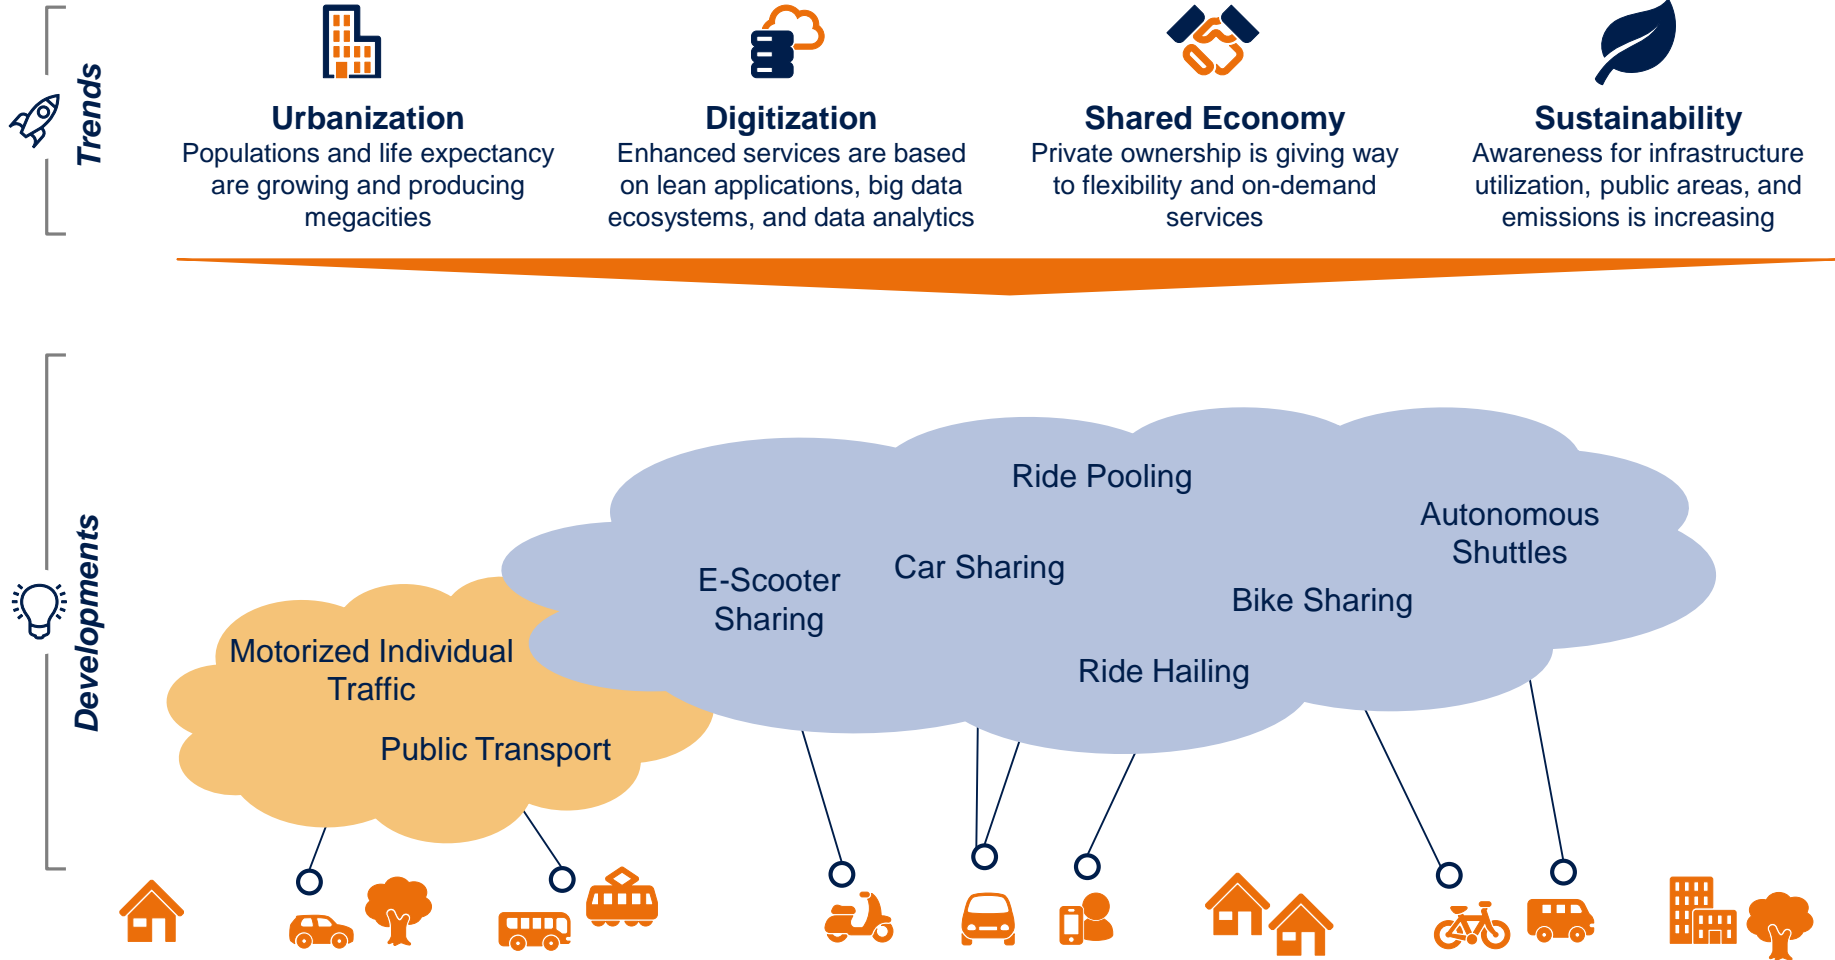 Trends
Urbanization
Populations and life expectancy
are growing and producing
megacities
Digitization
Enhanced services are based
on lean applications, big data
ecosystems, and data analytics
Shared Economy
Private ownership is giving way
to flexibility and on-demand
services
Sustainability
Awareness for infrastructure
utilization, public areas, and
emissions is increasing
Developments
Motorized Individual
Traffic
Public Transport
E-Scooter
Sharing
Car Sharing
Ride Pooling
Ride Hailing
Bike Sharing
Autonomous
Shuttles